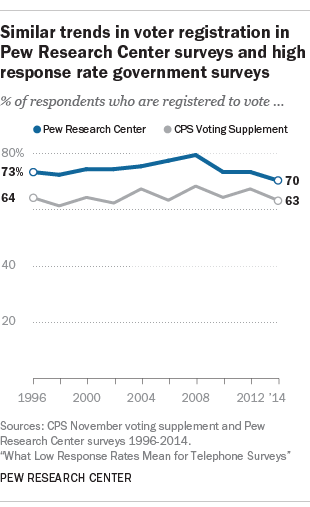 Similar trends in voter registration in
Pew Research Center surveys and high
response rate government surveys
% of respondents who are registered to vote ...
Pew Research Center CPS Voting Supplement
80%
73%
70
64
63
40
20
1996 2000 2004 2008 2012 '14
Sources: CPS November voting supplement and Pew
Research Center surveys 1996-2014.
“What Low Response Rates Mean for Telephone Surveys”
PEW RESEARCH CENTER